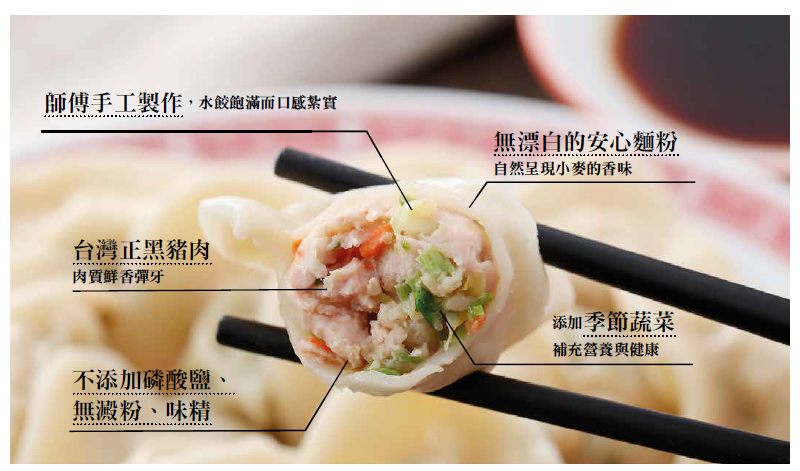 師傅手工製作,水餃飽滿而口感紮實
無漂白的安心麵粉
自然呈現小麥的香味
台灣正黑豬肉
肉質鮮香彈牙
添加季節蔬菜
補充營養與健康
不添加磷酸鹽、
無澱粉、味精